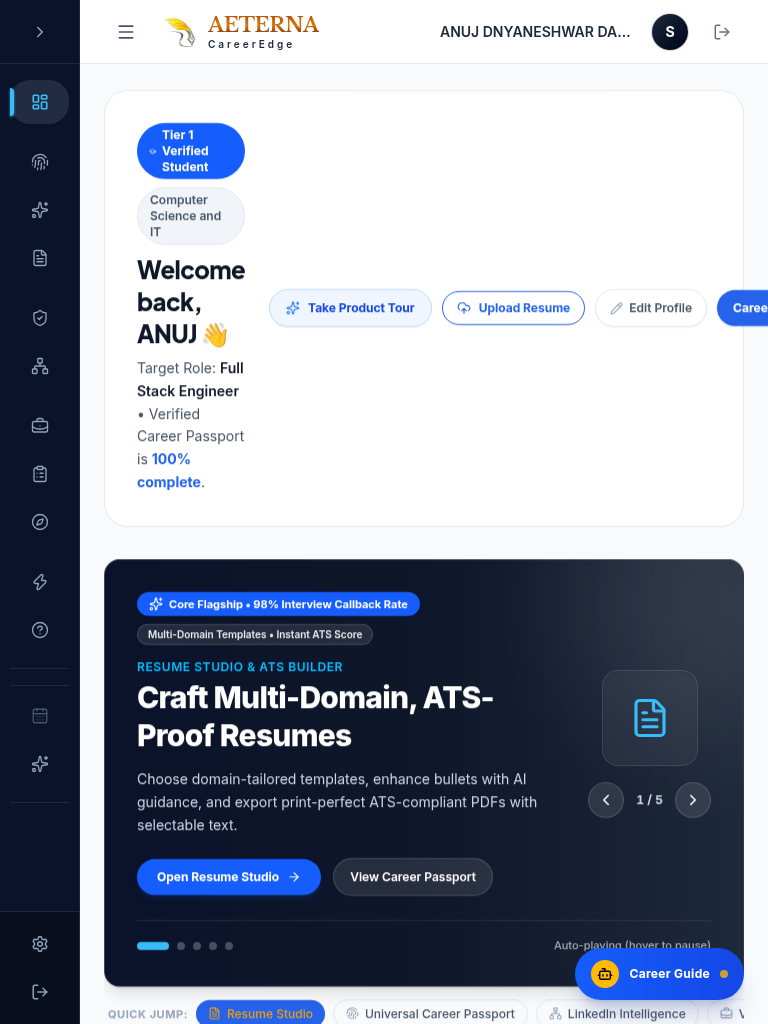 AETERNA
CareerEdge
ANUJ DNYANESHWAR DA...
S
Tier 1
Verified
Student
Computer
Science and
IT
Welcome
back,
ANUJ 👋
Target Role: Full
Stack Engineer
• Verified
Career Passport
is 100%
complete.
Take Product Tour
Upload Resume
Edit Profile
Caree
Core Flagship • 98% Interview Callback Rate
Multi-Domain Templates • Instant ATS Score
RESUME STUDIO & ATS BUILDER
Craft Multi-Domain, ATS-
Proof Resumes
Choose domain-tailored templates, enhance bullets with AI
guidance, and export print-perfect ATS-compliant PDFs with
selectable text.
1 / 5
Open Resume Studio
View Career Passport
Auto-playing (hover to pause)
Career Guide
QUICK JUMP:
Resume Studio
Universal Career Passport
LinkedIn Intelligence